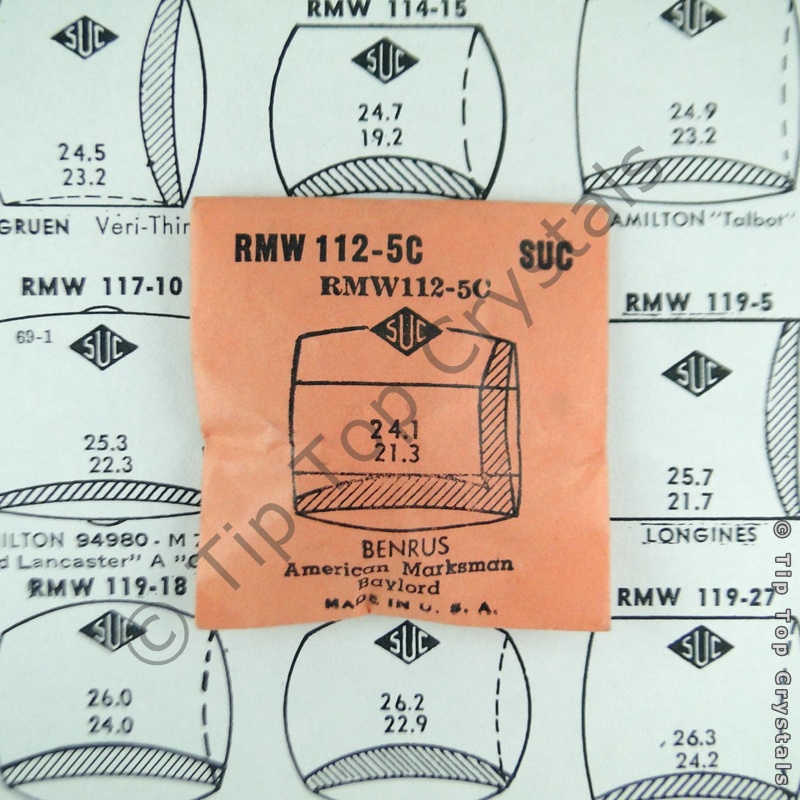 RMW 114-15
SUC
24.5
23.2
GRUEN Veri-Thin
SUC
24.7
19.2
SUC
24.9
23.2
AMILTON "Talbot"
RMW 117-10
69-1
SUC
25.3
22.3
ILTON 94980 - M 7
d Lancaster" A "C
RMW 112-5C SUC
RMW112-5C
SUC
24.1
21.3
BENRUS
American Marksman
Baylord
MADE IN U. S. A.
RMW 119-5
SUC
25.7
21.7
LONGINES
RMW 119-18
SUC
26.0
24.0
SUC
26.2
22.9
RMW 119-27
SUC
26.3
24.2
© Tip Top Crystals
© Tip Top Crystals